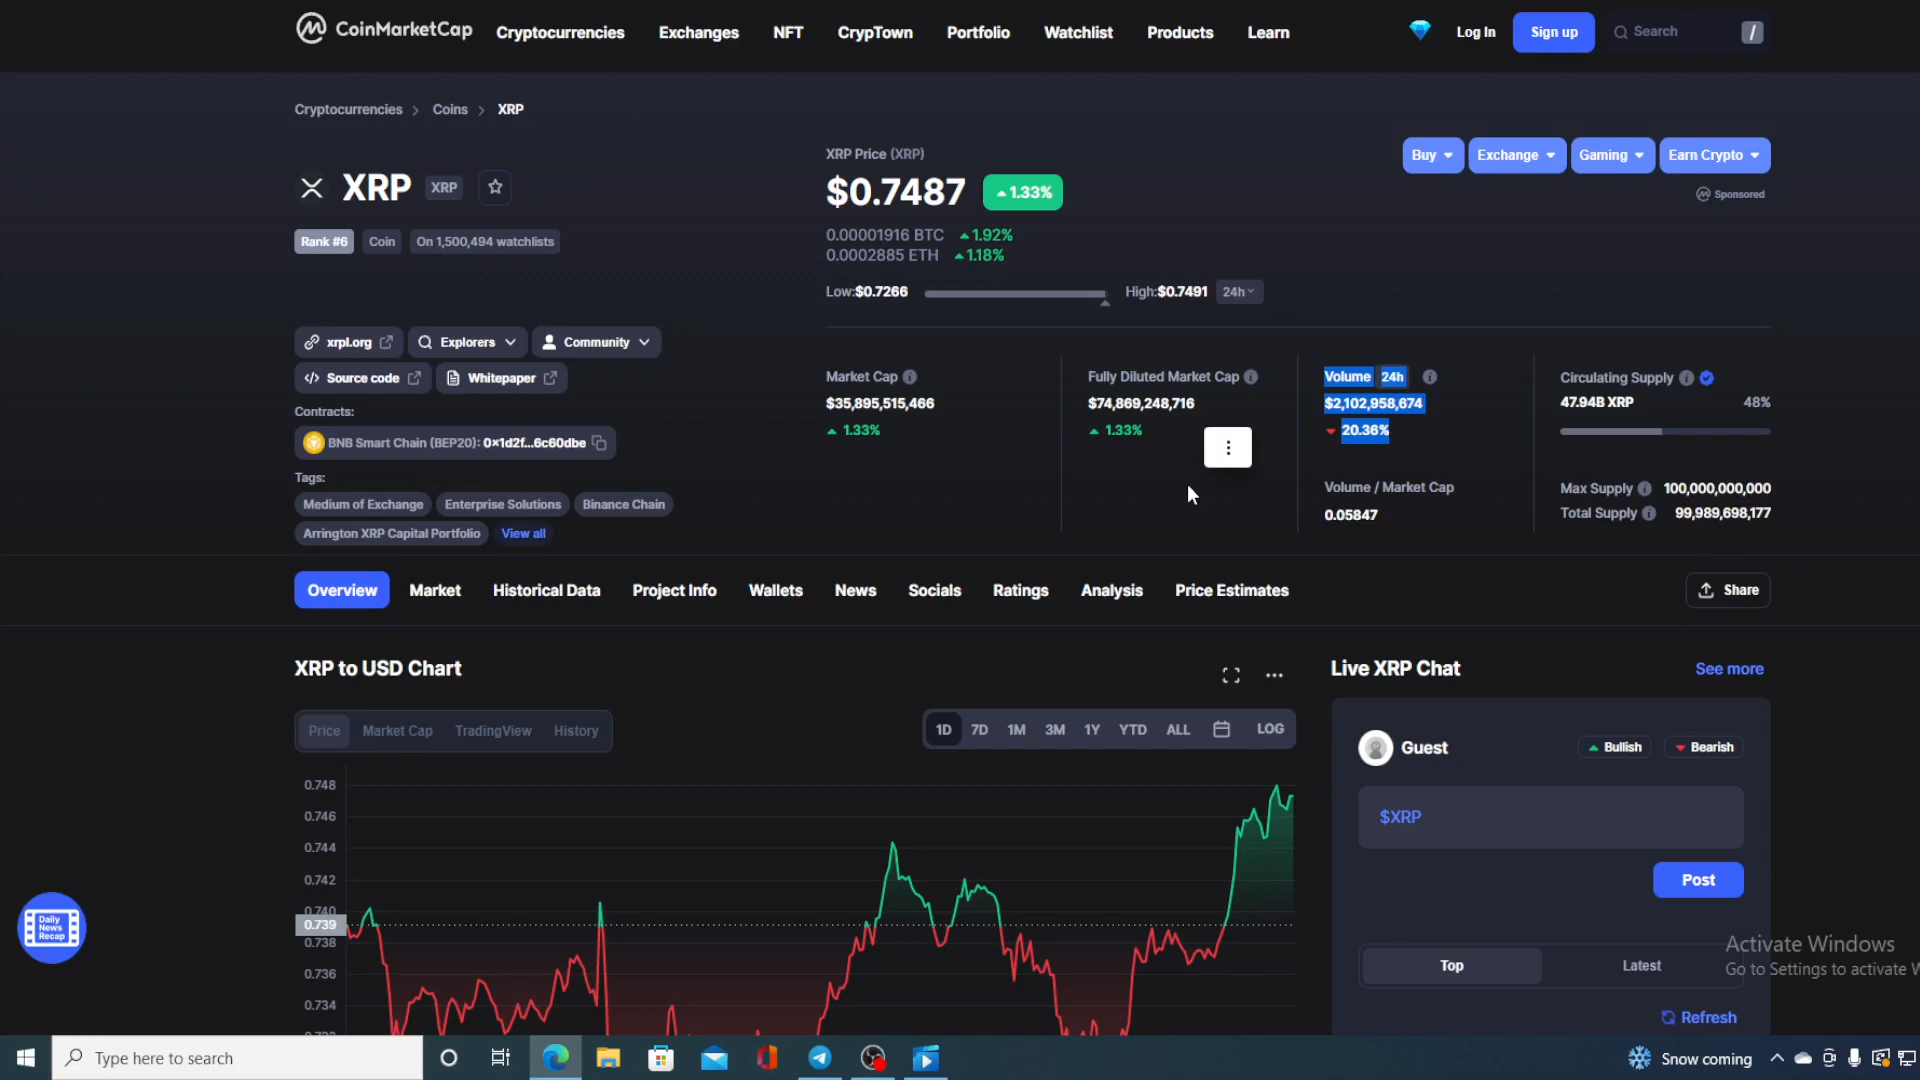 CoinMarketCap Cryptocurrencies Exchanges NFT CrypTown Portfolio Watchlist Products Learn Log In Sign up Search /
Cryptocurrencies > Coins > XRP
XRP XRP
Rank #6 Coin On 1,500,494 watchlists
xrpl.org Explorers Community
Source code Whitepaper
Contracts:
BNB Smart Chain (BEP20): 0x1d2f...6c60dbe
Tags:
Medium of Exchange Enterprise Solutions Binance Chain
Arrington XRP Capital Portfolio View all
XRP Price (XRP)
$0.7487 1.33%
0.00001916 BTC 1.92%
0.0002885 ETH 1.18%
Low:$0.7266 High:$0.7491 24h
Buy Exchange Gaming Earn Crypto
Sponsored
Market Cap
$35,895,515,466
1.33%
Fully Diluted Market Cap
$74,869,248,716
1.33%
Volume 24h
$2,102,958,674
20.36%
Volume / Market Cap
0.05847
Circulating Supply
47.94B XRP 48%
Max Supply 100,000,000,000
Total Supply 99,989,698,177
Overview Market Historical Data Project Info Wallets News Socials Ratings Analysis Price Estimates Share
XRP to USD Chart
Price Market Cap TradingView History 1D 7D 1M 3M 1Y YTD ALL LOG
0.748
0.746
0.744
0.742
0.740
0.739
0.738
0.736
0.734
Live XRP Chat See more
Guest Bullish Bearish
$XRP
Post
Top Latest
Refresh
Daily
News
Recap
Activate Windows
Go to Settings to activate W
Type here to search Snow coming